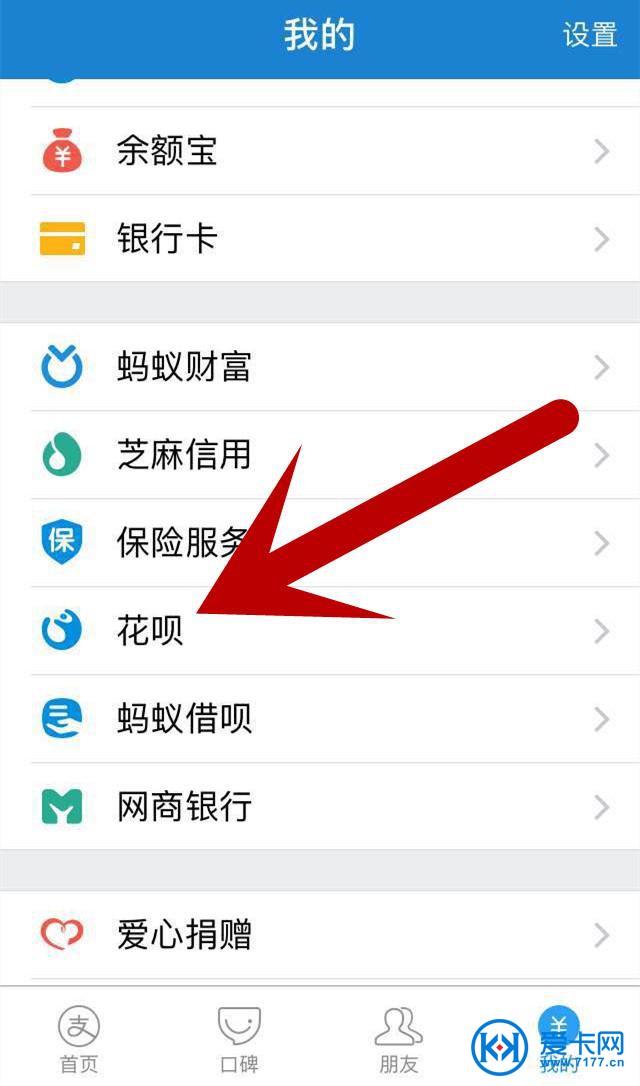 我的
设置
余额宝
银行卡
蚂蚁财富
芝麻信用
保
保险服务
花呗
蚂蚁借呗
网商银行
爱心捐赠
支
首页
口碑
朋友
我的
爱卡网
www.7177.cn